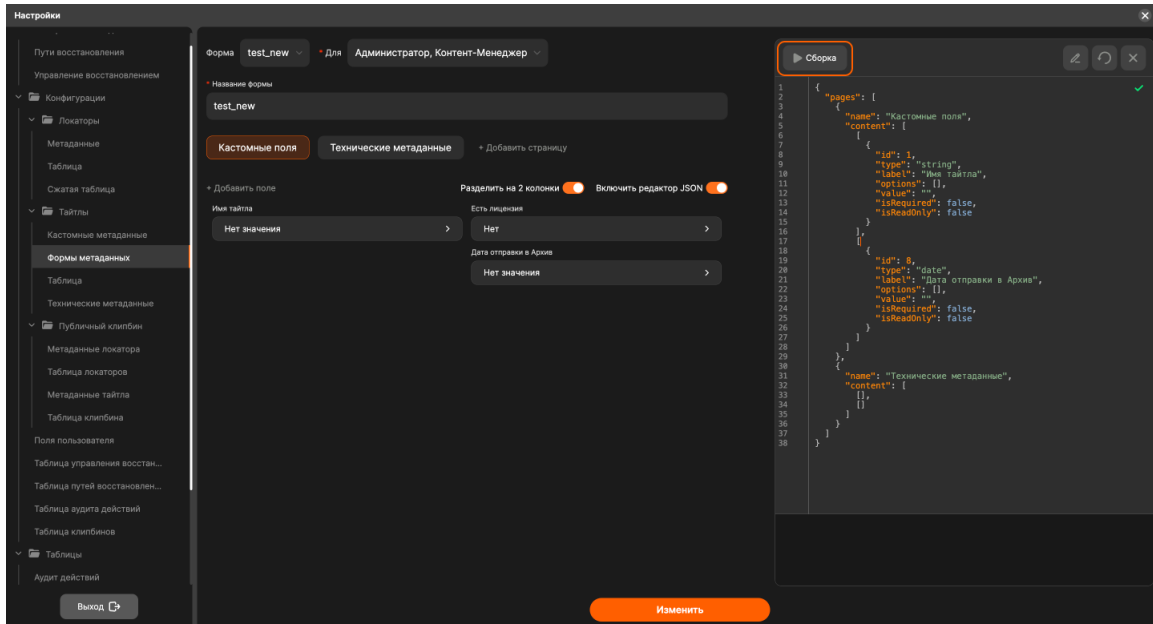 Настройки
Пути восстановления
Управление восстановлением
Конфигурации
Локаторы
Метаданные
Таблица
Сжатая таблица
Тайтлы
Кастомные метаданные
Формы метаданных
Таблица
Технические метаданные
Публичный клипбин
Метаданные локатора
Таблица локаторов
Метаданные тайтла
Таблица клипбина
Поля пользователя
Таблица управления восстан...
Таблица путей восстановлен...
Таблица аудита действий
Таблица клипбинов
Таблицы
Аудит действий
Выход
Форма test_new * Для Администратор, Контент-Менеджер
* Название формы
test_new
Кастомные поля Технические метаданные + Добавить страницу
+ Добавить поле Разделить на 2 колонки Включить редактор JSON
Имя тайтла Есть лицензия
Нет значения Нет
Дата отправки в Архив
Нет значения
Изменить
Сборка
1 {
2 "pages": [
3 {
4 "name": "Кастомные поля",
5 "content": [
6 [
7 {
8 "id": 1,
9 "type": "string",
10 "label": "Имя тайтла",
11 "options": [],
12 "value": "",
13 "isRequired": false,
14 "isReadOnly": false
15 }
16 ],
17 [
18 {
19 "id": 8,
20 "type": "date",
21 "label": "Дата отправки в Архив",
22 "options": [],
23 "value": "",
24 "isRequired": false,
25 "isReadOnly": false
26 }
27 ]
28 ]
29 },
30 {
31 "name": "Технические метаданные",
32 "content": [
33 [],
34 []
35 ]
36 }
37 ]
38 }